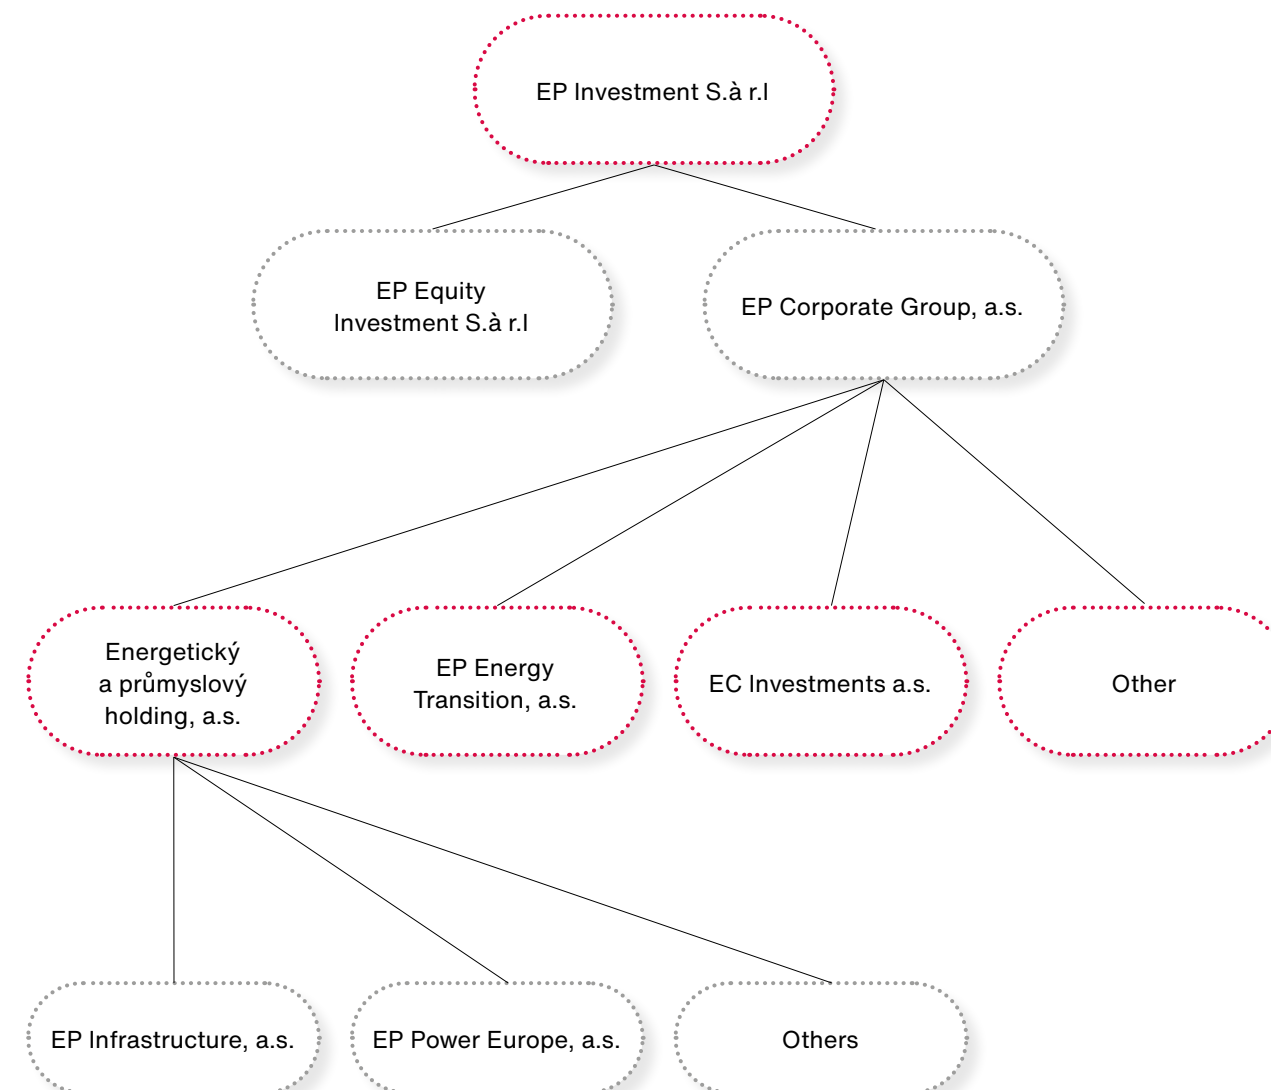 EP Investment S.à r.l
EP Equity
Investment S.à r.l
EP Corporate Group, a.s.
Energetický
a průmyslový
holding, a.s.
EP Energy
Transition, a.s.
EC Investments a.s.
Other
EP Infrastructure, a.s.
EP Power Europe, a.s.
Others